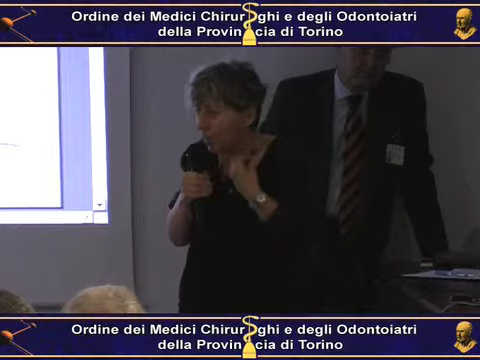 Ordine dei Medici Chirurghi e degli Odontoiatri
della Provincia di Torino
Ordine dei Medici Chirurghi e degli Odontoiatri
della Provincia di Torino